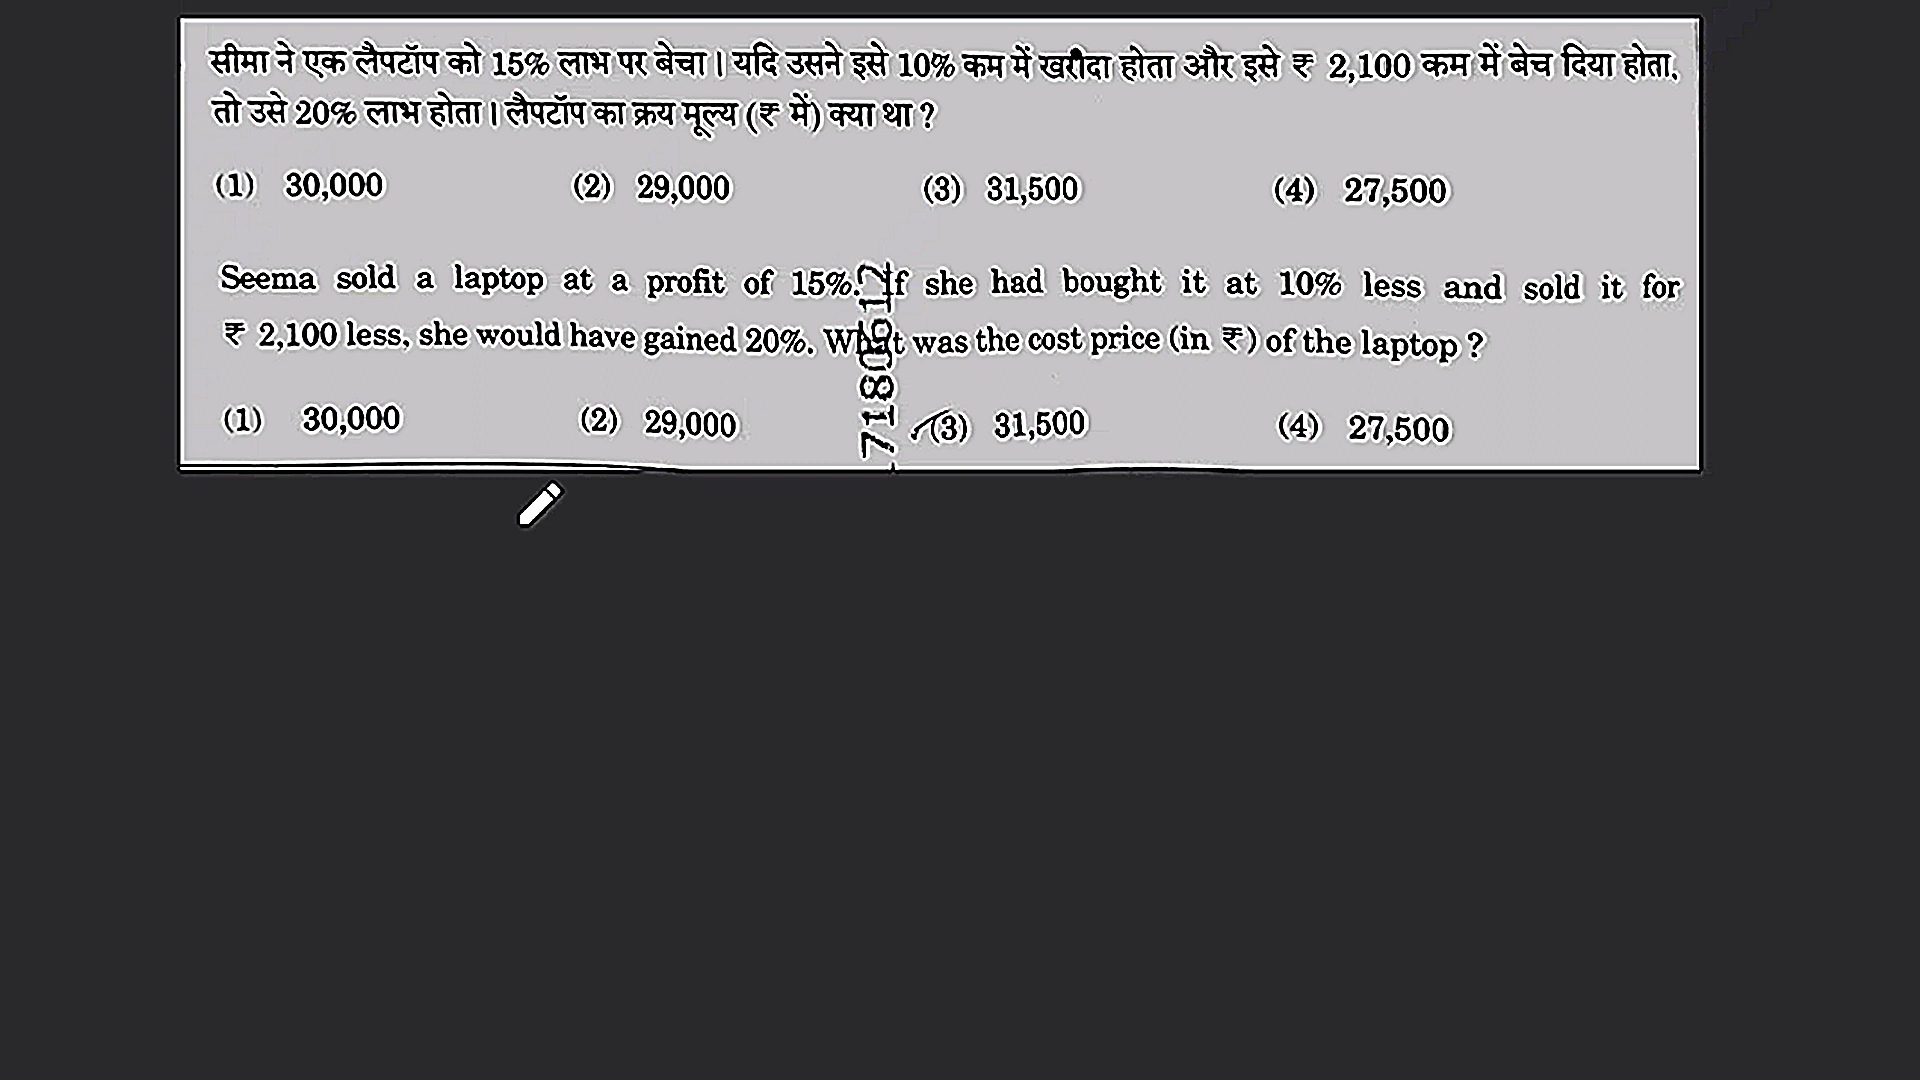 सीमा ने एक लैपटॉप को 15% लाभ पर बेचा। यदि उसने इसे 10% कम में खरीदा होता और इसे ₹ 2,100 कम में बेच दिया होता,
तो उसे 20% लाभ होता। लैपटॉप का क्रय मूल्य (₹ में) क्या था ?
(1) 30,000 (2) 29,000 (3) 31,500 (4) 27,500
Seema sold a laptop at a profit of 15%. If she had bought it at 10% less and sold it for
₹ 2,100 less, she would have gained 20%. What was the cost price (in ₹) of the laptop ?
(1) 30,000 (2) 29,000 (3) 31,500 (4) 27,500